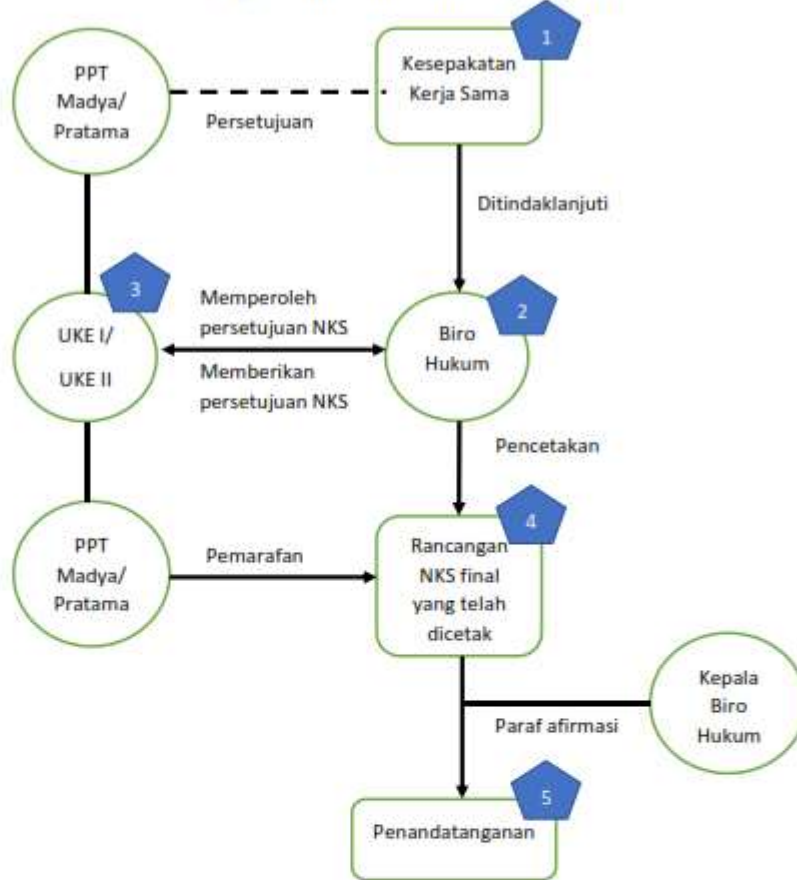 1
PPT
Madya/
Pratama
Kesepakatan
Kerja Sama
Persetujuan
Ditindaklanjuti
3
2
UKE I/
UKE II
Memperoleh
persetujuan NKS
Memberikan
persetujuan NKS
Biro
Hukum
Pencetakan
4
PPT
Madya/
Pratama
Pemarafan
Rancangan
NKS final
yang telah
dicetak
Kepala
Biro
Hukum
Paraf afirmasi
5
Penandatanganan